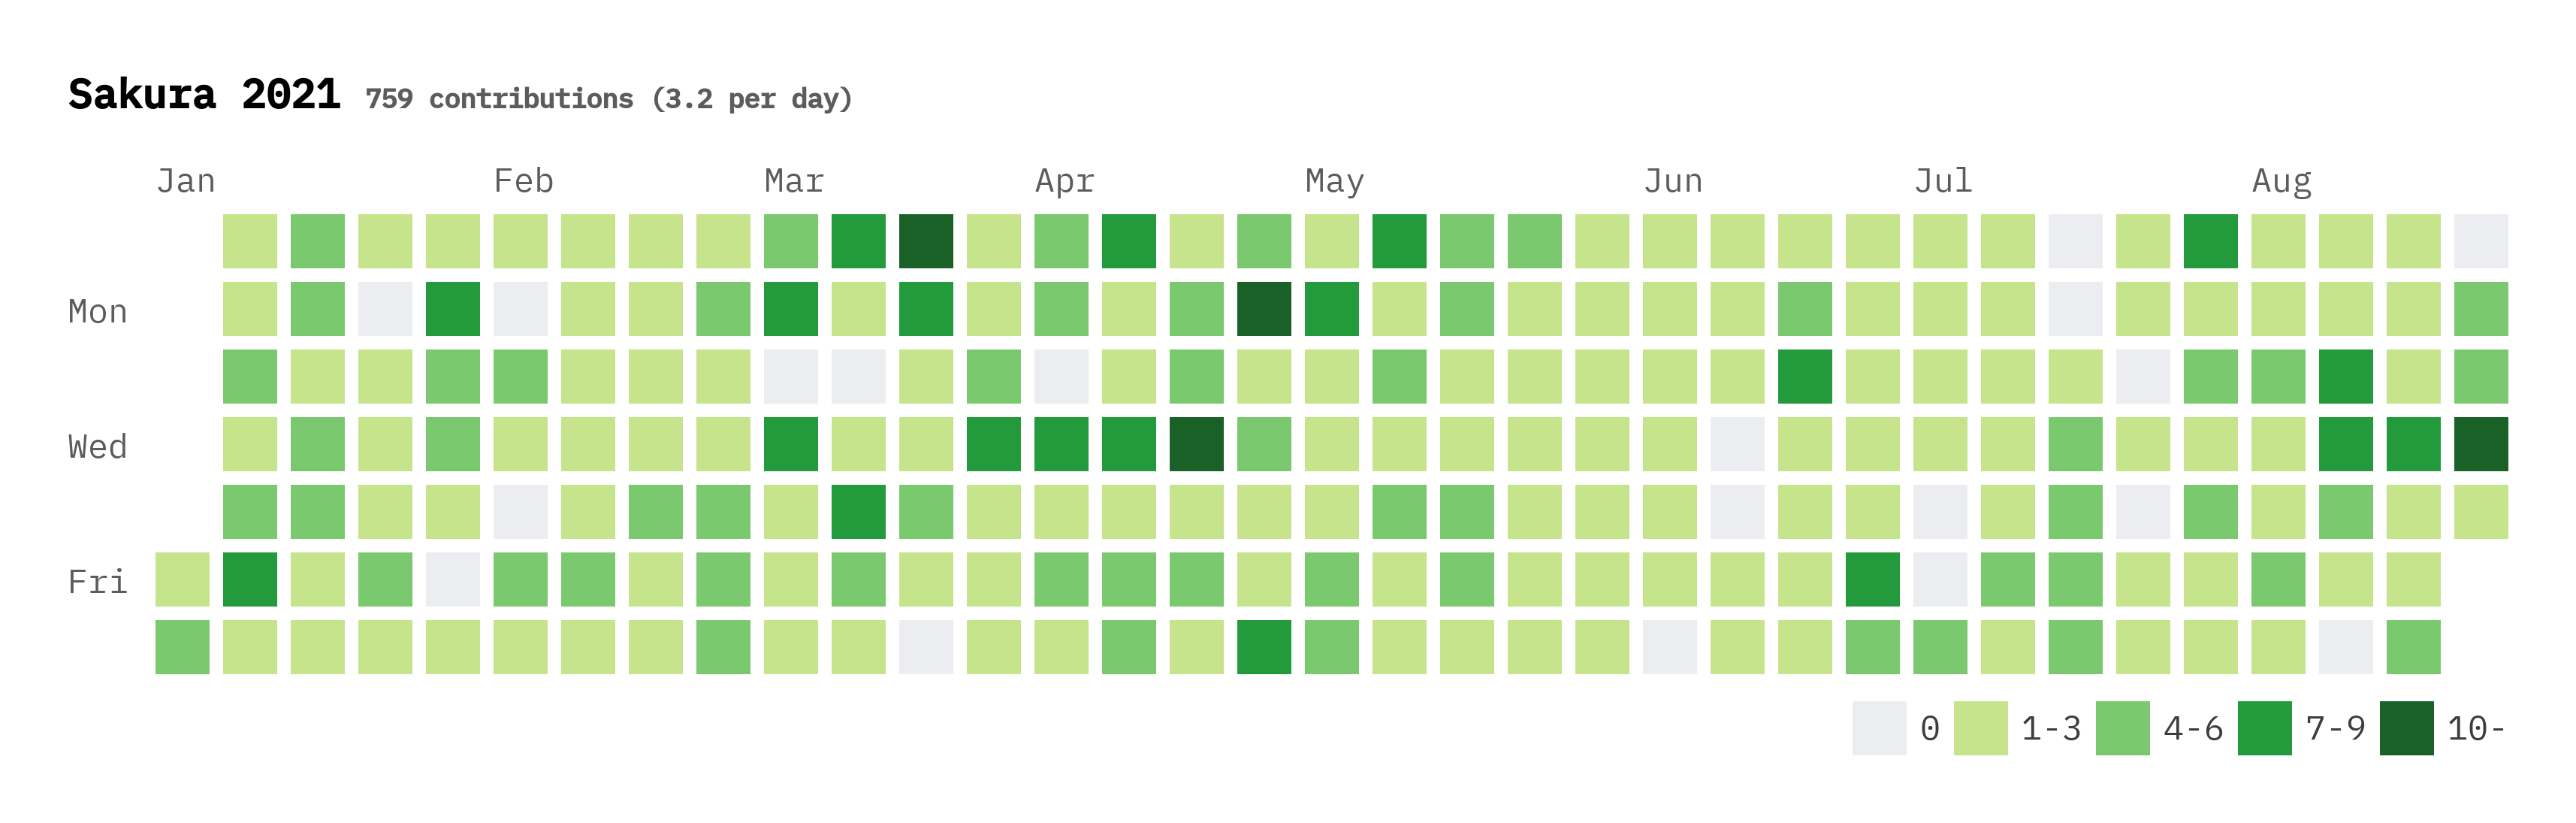 Sakura 2021 759 contributions (3.2 per day)
Jan Feb Mar Apr May Jun Jul Aug
Mon
Wed
Fri
0 1-3 4-6 7-9 10-